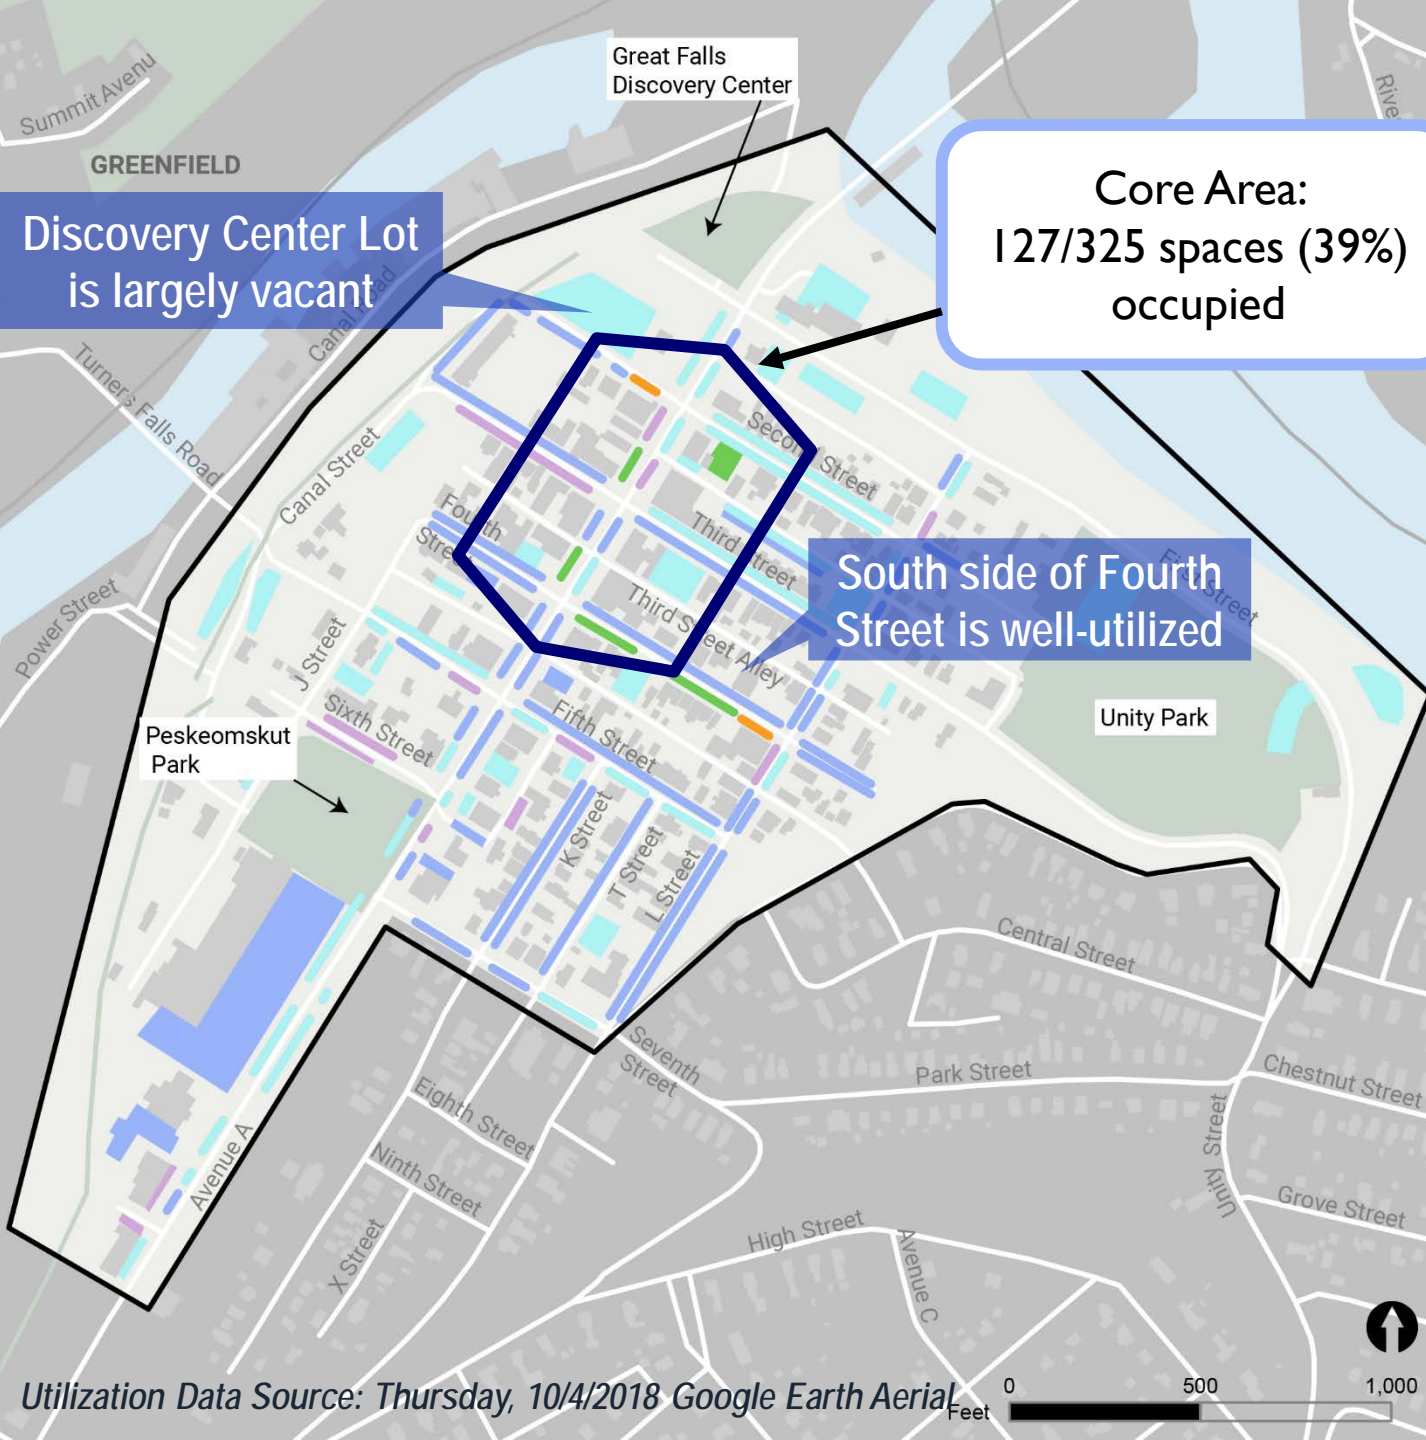 Great Falls
Discovery Center
Summit Avenu
GREENFIELD
River
Core Area:
127/325 spaces (39%)
occupied
Discovery Center Lot
is largely vacant
Canal Road
Turners Falls Road
Canal Street
Second Street
Fourth
Street
Third Street
First Street
South side of Fourth
Street is well-utilized
Third Street Alley
Power Street
J Street
Sixth Street
Fifth Street
Unity Park
Peskeomskut
Park
K Street
T Street
L Street
Central Street
Seventh
Street
Park Street
Chestnut Street
Eighth Street
Unity Street
Avenue A
Ninth Street
Grove Street
X Street
High Street
Avenue C
Utilization Data Source: Thursday, 10/4/2018 Google Earth Aerial
0 500 1,000
Feet